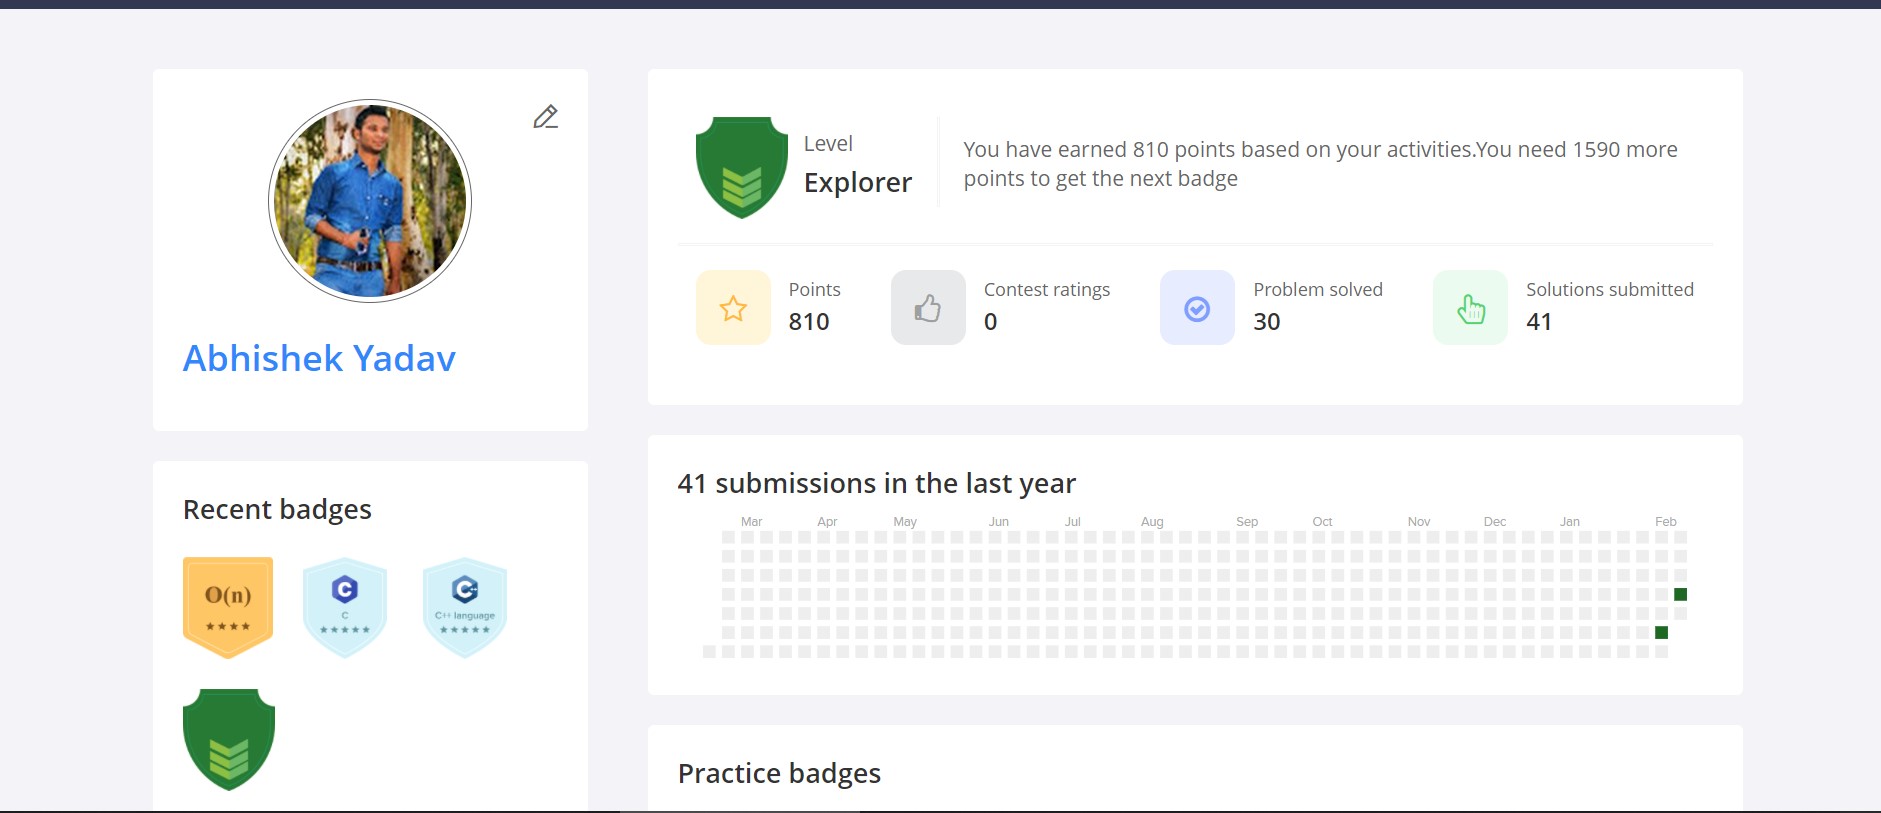 Abhishek Yadav
Recent badges
O(n)
★★★★
C
C
★★★★★
C++
C++ language
★★★★★
Level
Explorer
You have earned 810 points based on your activities.You need 1590 more
points to get the next badge
Points
810
Contest ratings
0
Problem solved
30
Solutions submitted
41
41 submissions in the last year
Mar Apr May Jun Jul Aug Sep Oct Nov Dec Jan Feb
Practice badges